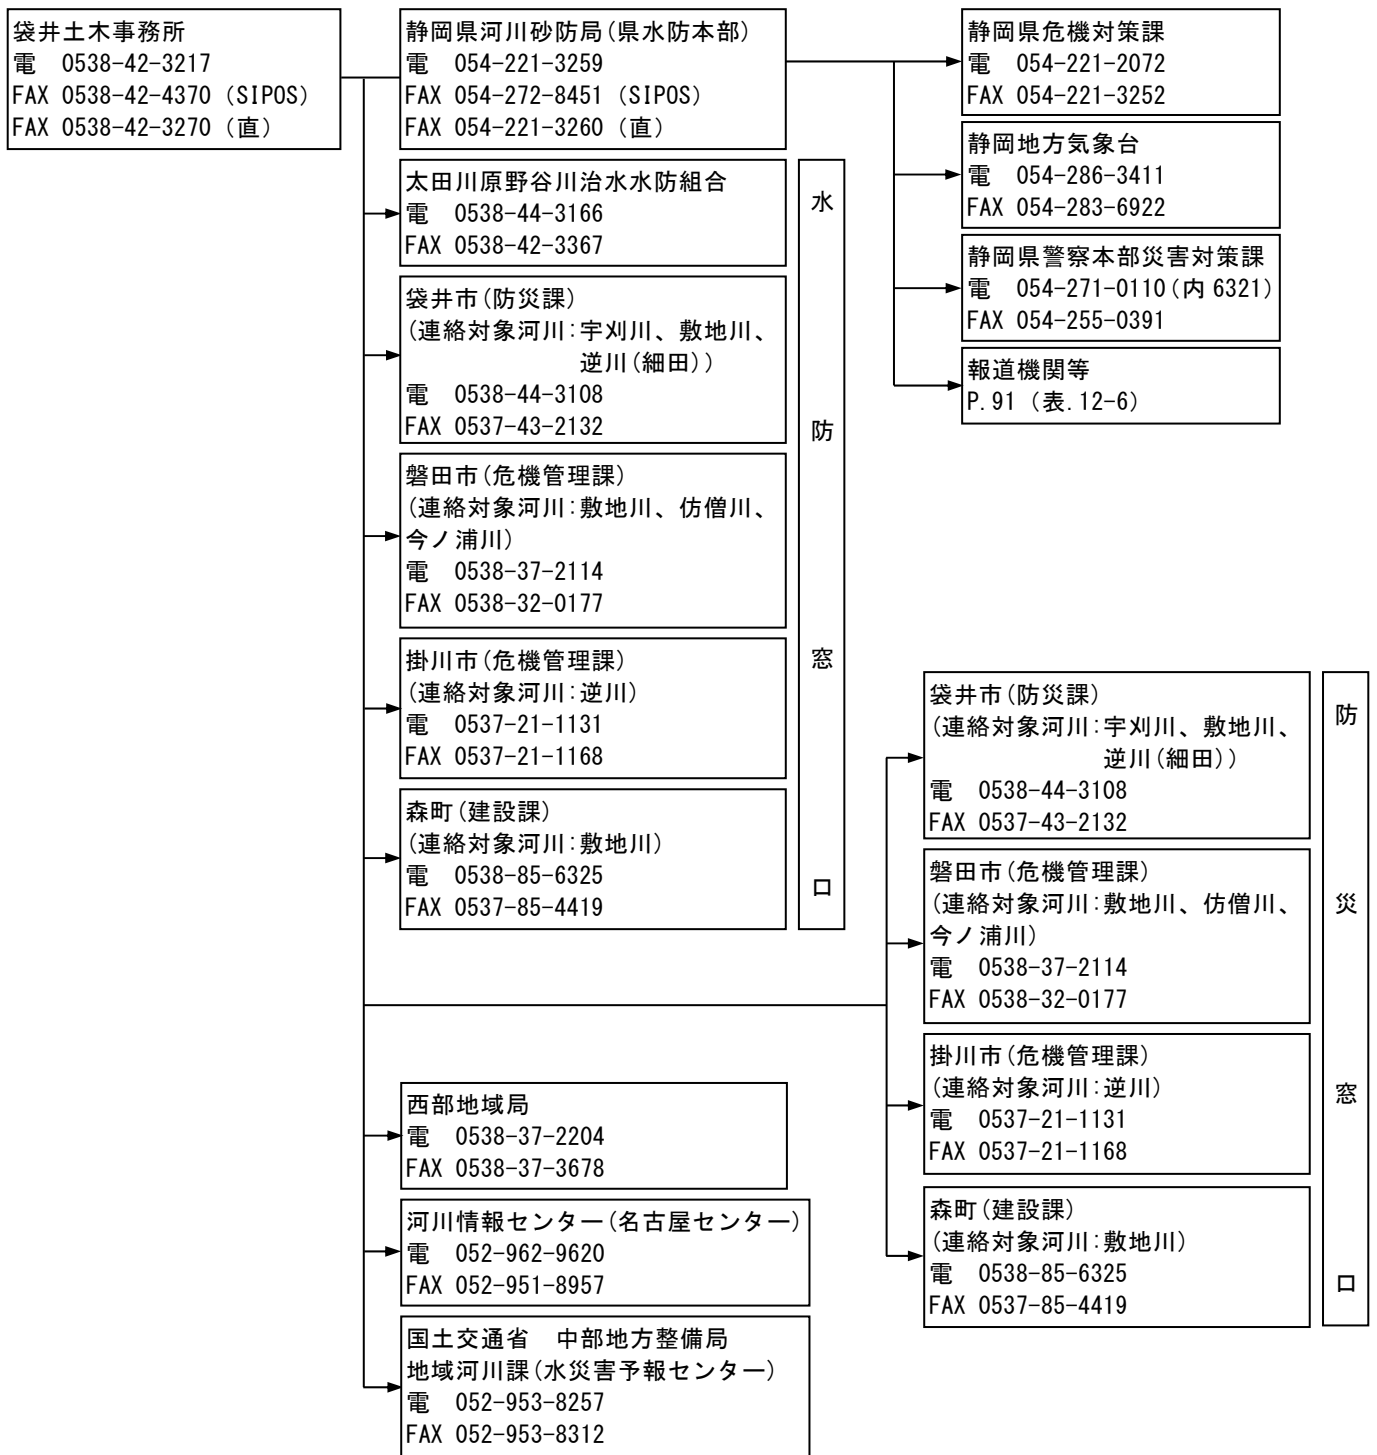 袋井土木事務所
電　0538-42-3217
FAX 0538-42-4370（SIPOS）
FAX 0538-42-3270（直）
静岡県河川砂防局(県水防本部)
電　054-221-3259
FAX 054-272-8451（SIPOS）
FAX 054-221-3260（直）
静岡県危機対策課
電　054-221-2072
FAX 054-221-3252
静岡地方気象台
電　054-286-3411
FAX 054-283-6922
静岡県警察本部災害対策課
電　054-271-0110(内 6321)
FAX 054-255-0391
報道機関等
P.91（表.12-6）
太田川原野谷川治水水防組合
電　0538-44-3166
FAX 0538-42-3367
袋井市(防災課)
(連絡対象河川:宇刈川、敷地川、
逆川(細田))
電　0538-44-3108
FAX 0537-43-2132
磐田市(危機管理課)
(連絡対象河川:敷地川、仿僧川、
今ノ浦川)
電　0538-37-2114
FAX 0538-32-0177
掛川市(危機管理課)
(連絡対象河川:逆川)
電　0537-21-1131
FAX 0537-21-1168
森町(建設課)
(連絡対象河川:敷地川)
電　0538-85-6325
FAX 0537-85-4419
水防窓口
袋井市(防災課)
(連絡対象河川:宇刈川、敷地川、
逆川(細田))
電　0538-44-3108
FAX 0537-43-2132
磐田市(危機管理課)
(連絡対象河川:敷地川、仿僧川、
今ノ浦川)
電　0538-37-2114
FAX 0538-32-0177
掛川市(危機管理課)
(連絡対象河川:逆川)
電　0537-21-1131
FAX 0537-21-1168
森町(建設課)
(連絡対象河川:敷地川)
電　0538-85-6325
FAX 0537-85-4419
防災窓口
西部地域局
電　0538-37-2204
FAX 0538-37-3678
河川情報センター(名古屋センター)
電　052-962-9620
FAX 052-951-8957
国土交通省　中部地方整備局
地域河川課(水災害予報センター)
電　052-953-8257
FAX 052-953-8312